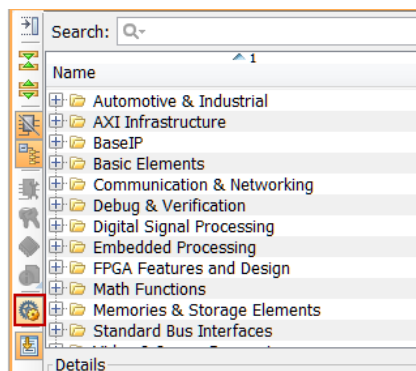 Search:
1
Name
Automotive & Industrial
AXI Infrastructure
BaseIP
Basic Elements
Communication & Networking
Debug & Verification
Digital Signal Processing
Embedded Processing
FPGA Features and Design
Math Functions
Memories & Storage Elements
Standard Bus Interfaces
Details